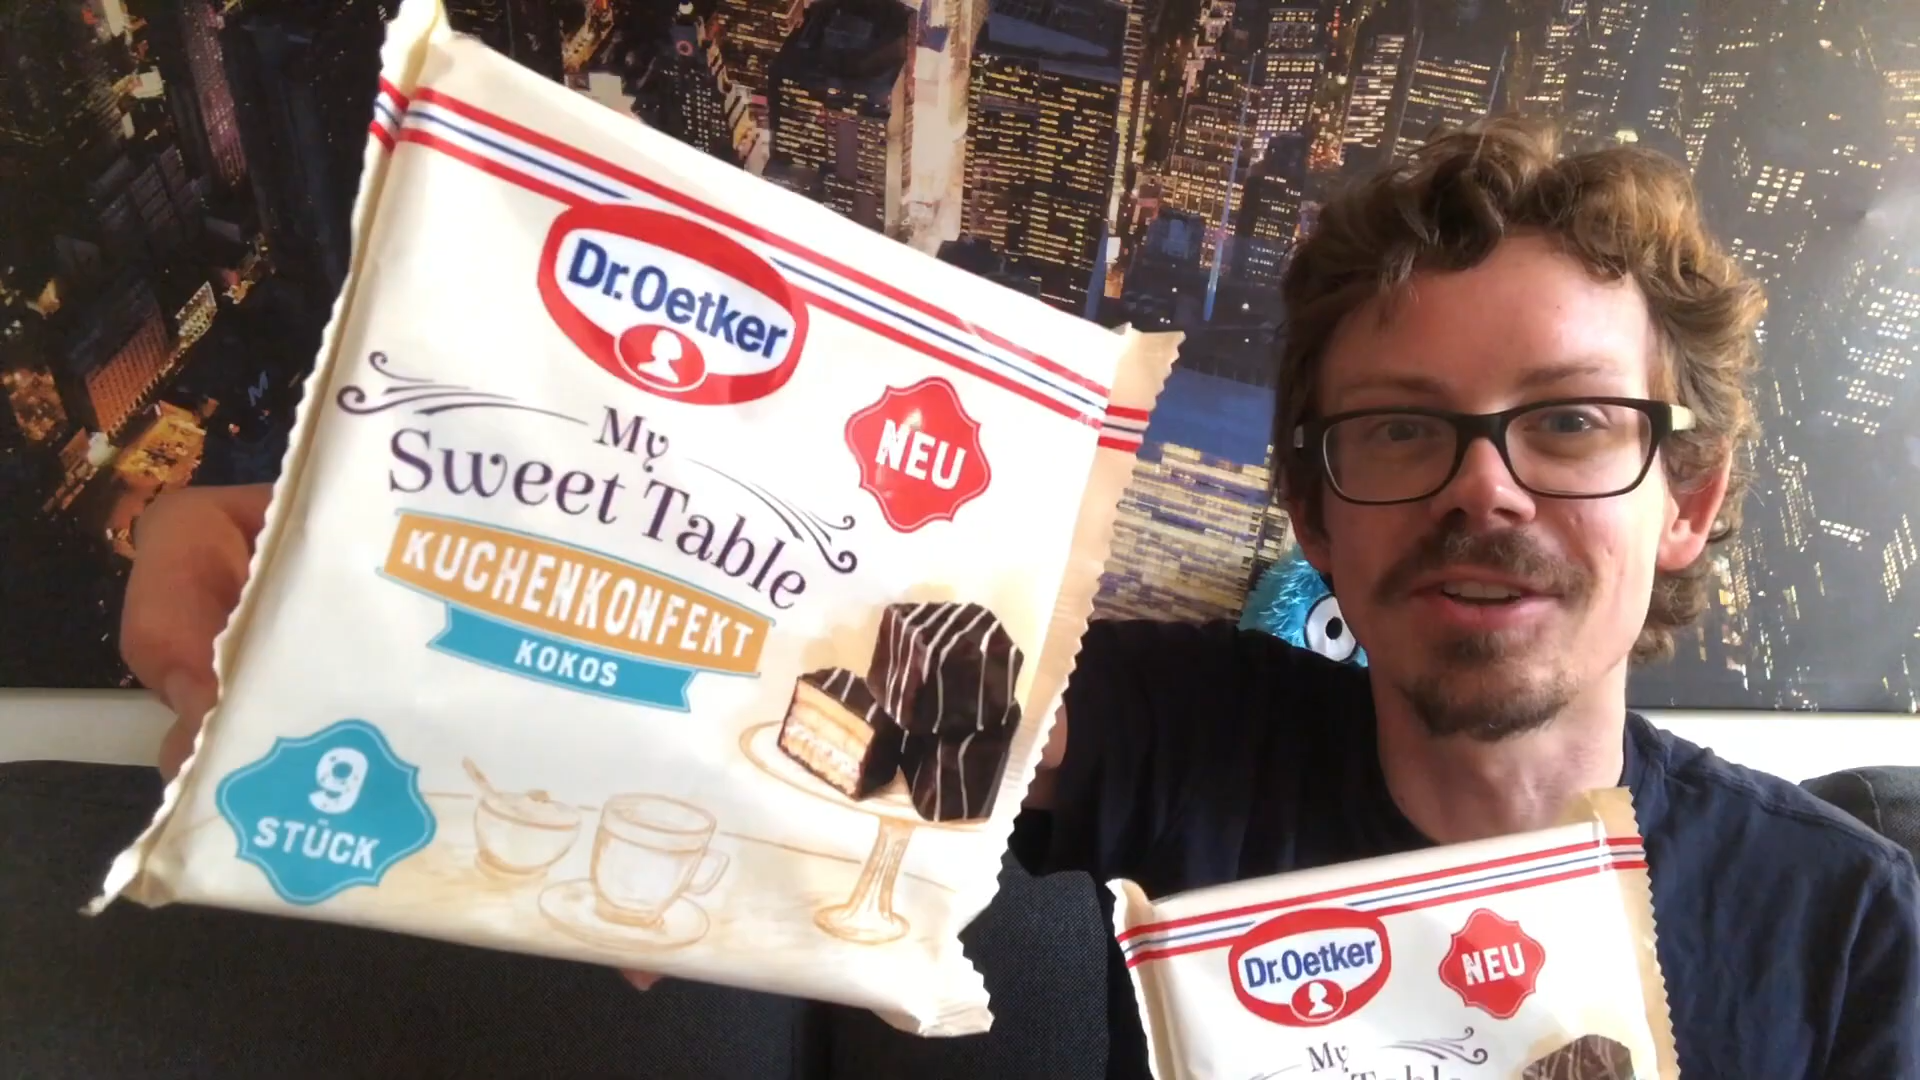 Dr. Oetker
NEU
My
Sweet Table
KUCHENKONFEKT
KOKOS
9
STÜCK
Dr. Oetker
NEU
My